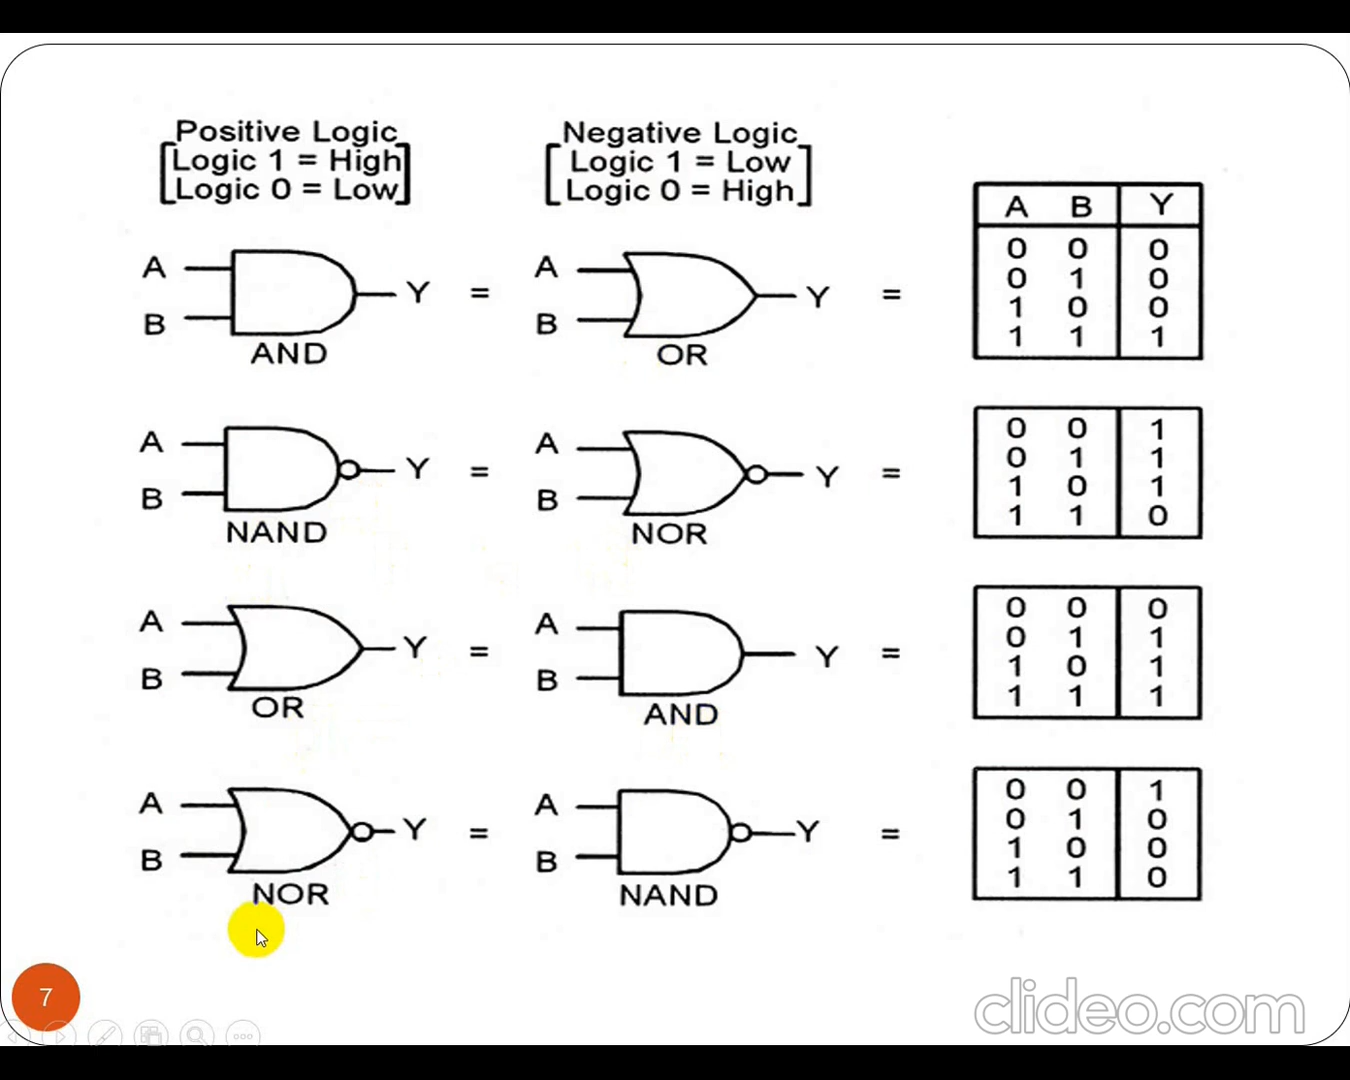 Positive Logic
[Logic 1 = High]
[Logic 0 = Low]
Negative Logic
[Logic 1 = Low]
[Logic 0 = High]
A B Y
0 0 0
0 1 0
1 0 0
1 1 1
A
B
Y
AND
=
A
B
Y
OR
=
A
B
Y
NAND
=
A
B
Y
NOR
=
0 0 1
0 1 1
1 0 1
1 1 0
A
B
Y
OR
=
A
B
Y
AND
=
0 0 0
0 1 1
1 0 1
1 1 1
A
B
Y
NOR
=
A
B
Y
NAND
=
0 0 1
0 1 0
1 0 0
1 1 0
7
clideo.com